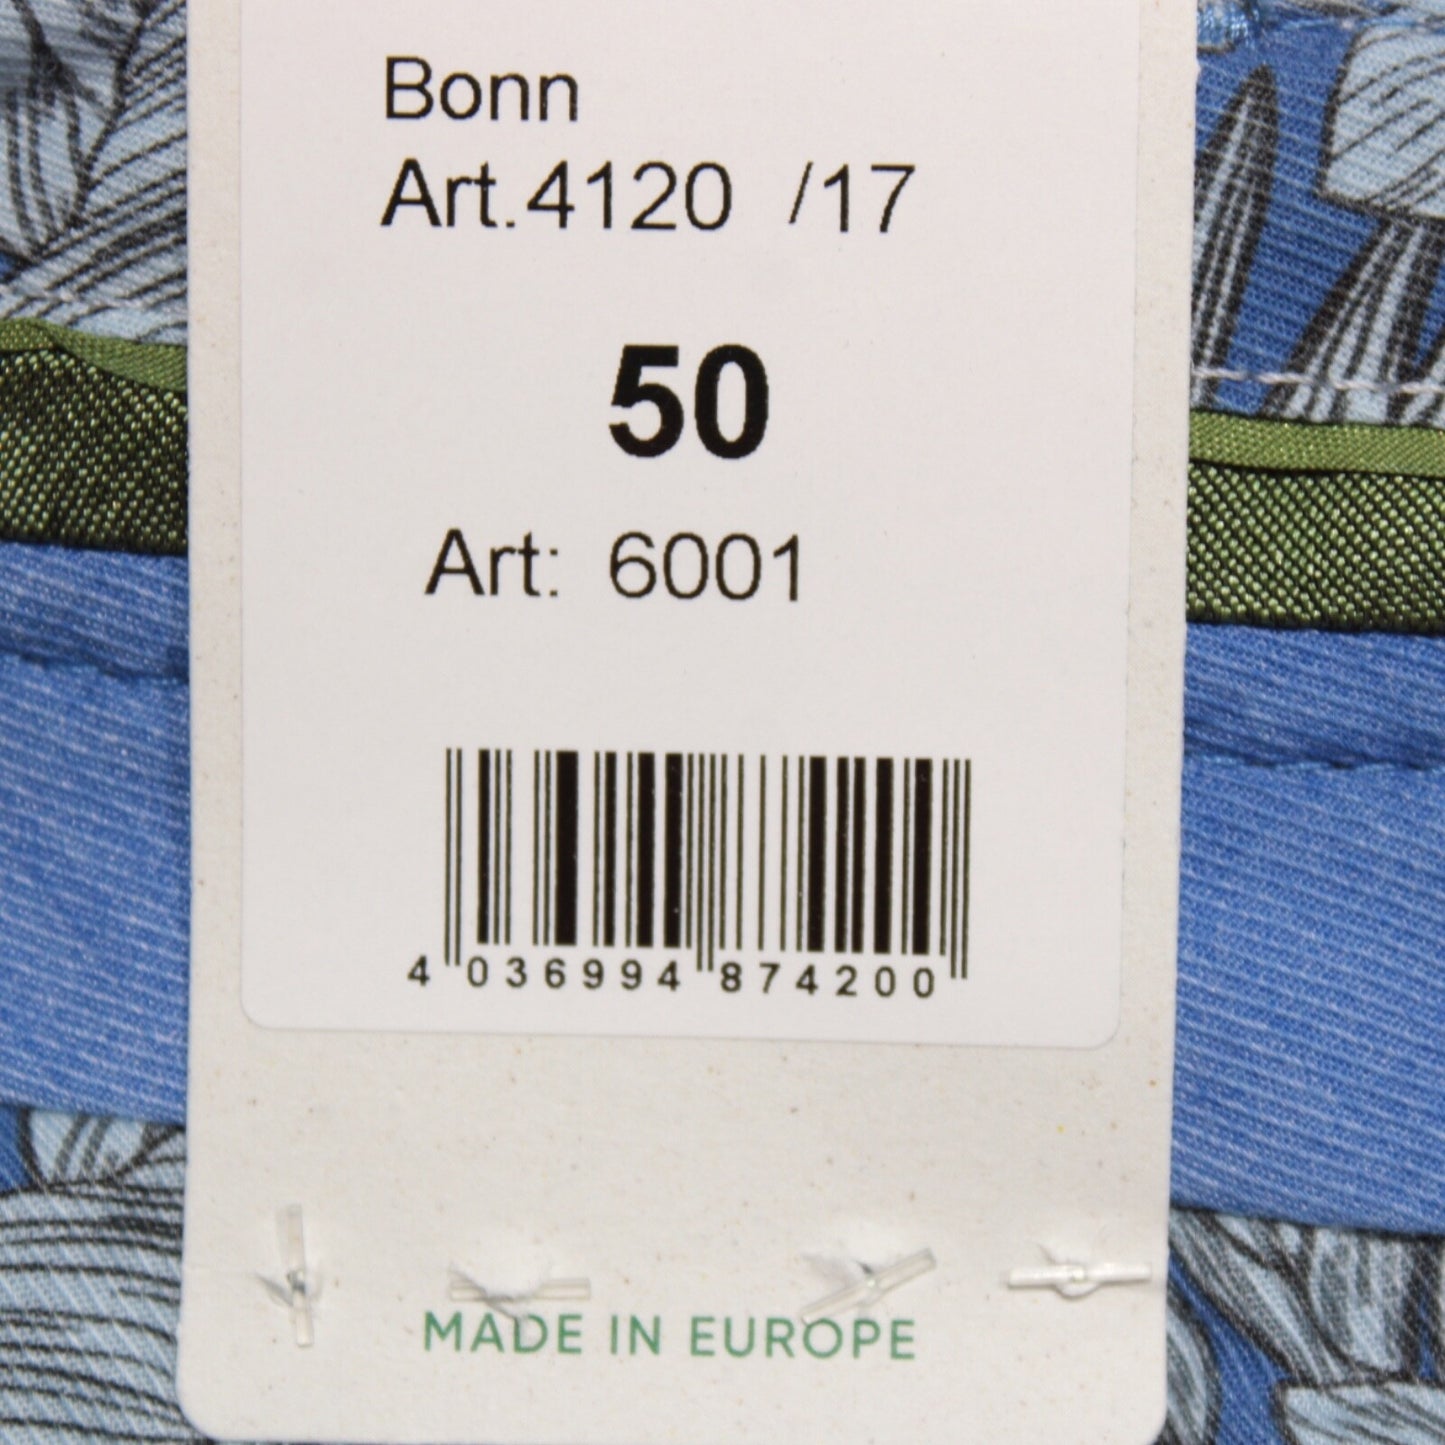 Bonn
Art.4120 /17
50
Art: 6001
4 036994 874200
MADE IN EUROPE